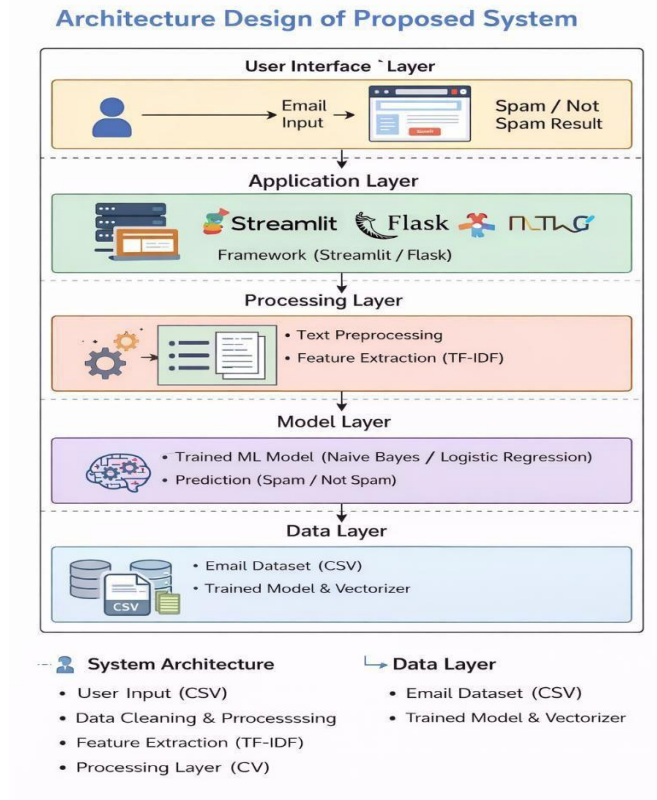 Architecture Design of Proposed System
User Interface `Layer
Email
Input
Spam / Not
Spam Result
Application Layer
Streamlit
Flask
Framework (Streamlit / Flask)
Processing Layer
• Text Preprocessing
• Feature Extraction (TF-IDF)
Model Layer
• Trained ML Model (Naive Bayes / Logistic Regression)
• Prediction (Spam / Not Spam)
Data Layer
• Email Dataset (CSV)
• Trained Model & Vectorizer
CSV
System Architecture
• User Input (CSV)
• Data Cleaning & Prrocessssing
• Feature Extraction (TF-IDF)
• Processing Layer (CV)
Data Layer
• Email Dataset (CSV)
• Trained Model & Vectorizer